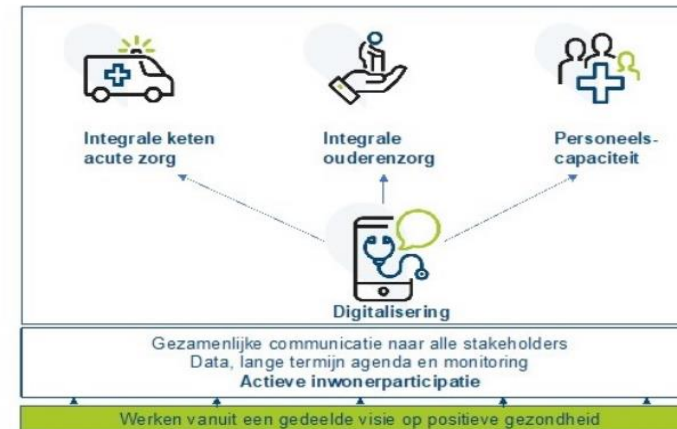 Integrale keten
acute zorg
Integrale
ouderenzorg
Personeels-
capaciteit
Digitalisering
Gezamenlijke communicatie naar alle stakeholders
Data, lange termijn agenda en monitoring
Actieve inwonerparticipatie
Werken vanuit een gedeelde visie op positieve gezondheid